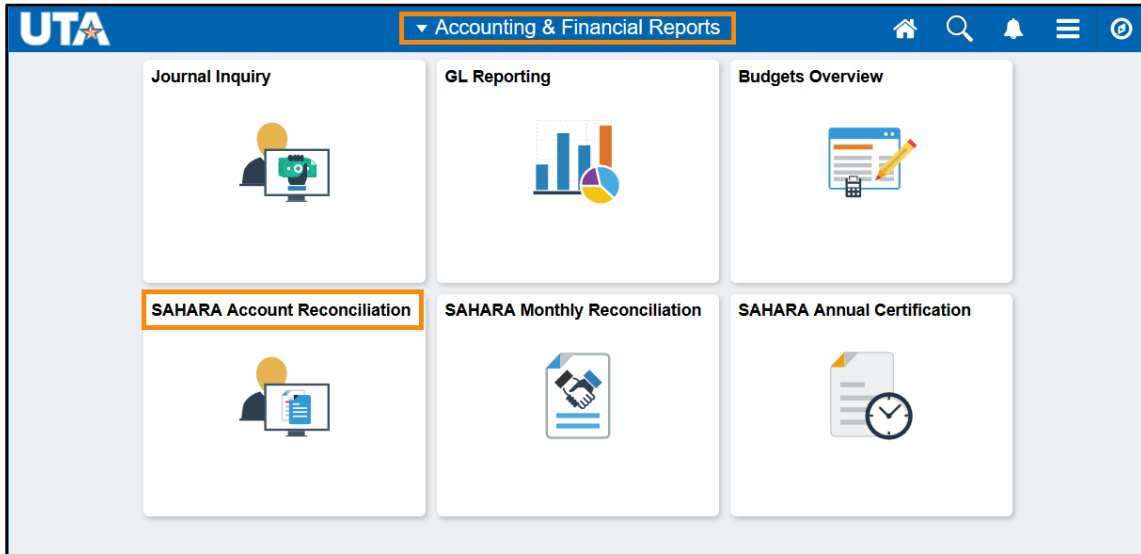 UTA
Accounting & Financial Reports
Journal Inquiry
GL Reporting
Budgets Overview
SAHARA Account Reconciliation
SAHARA Monthly Reconciliation
SAHARA Annual Certification